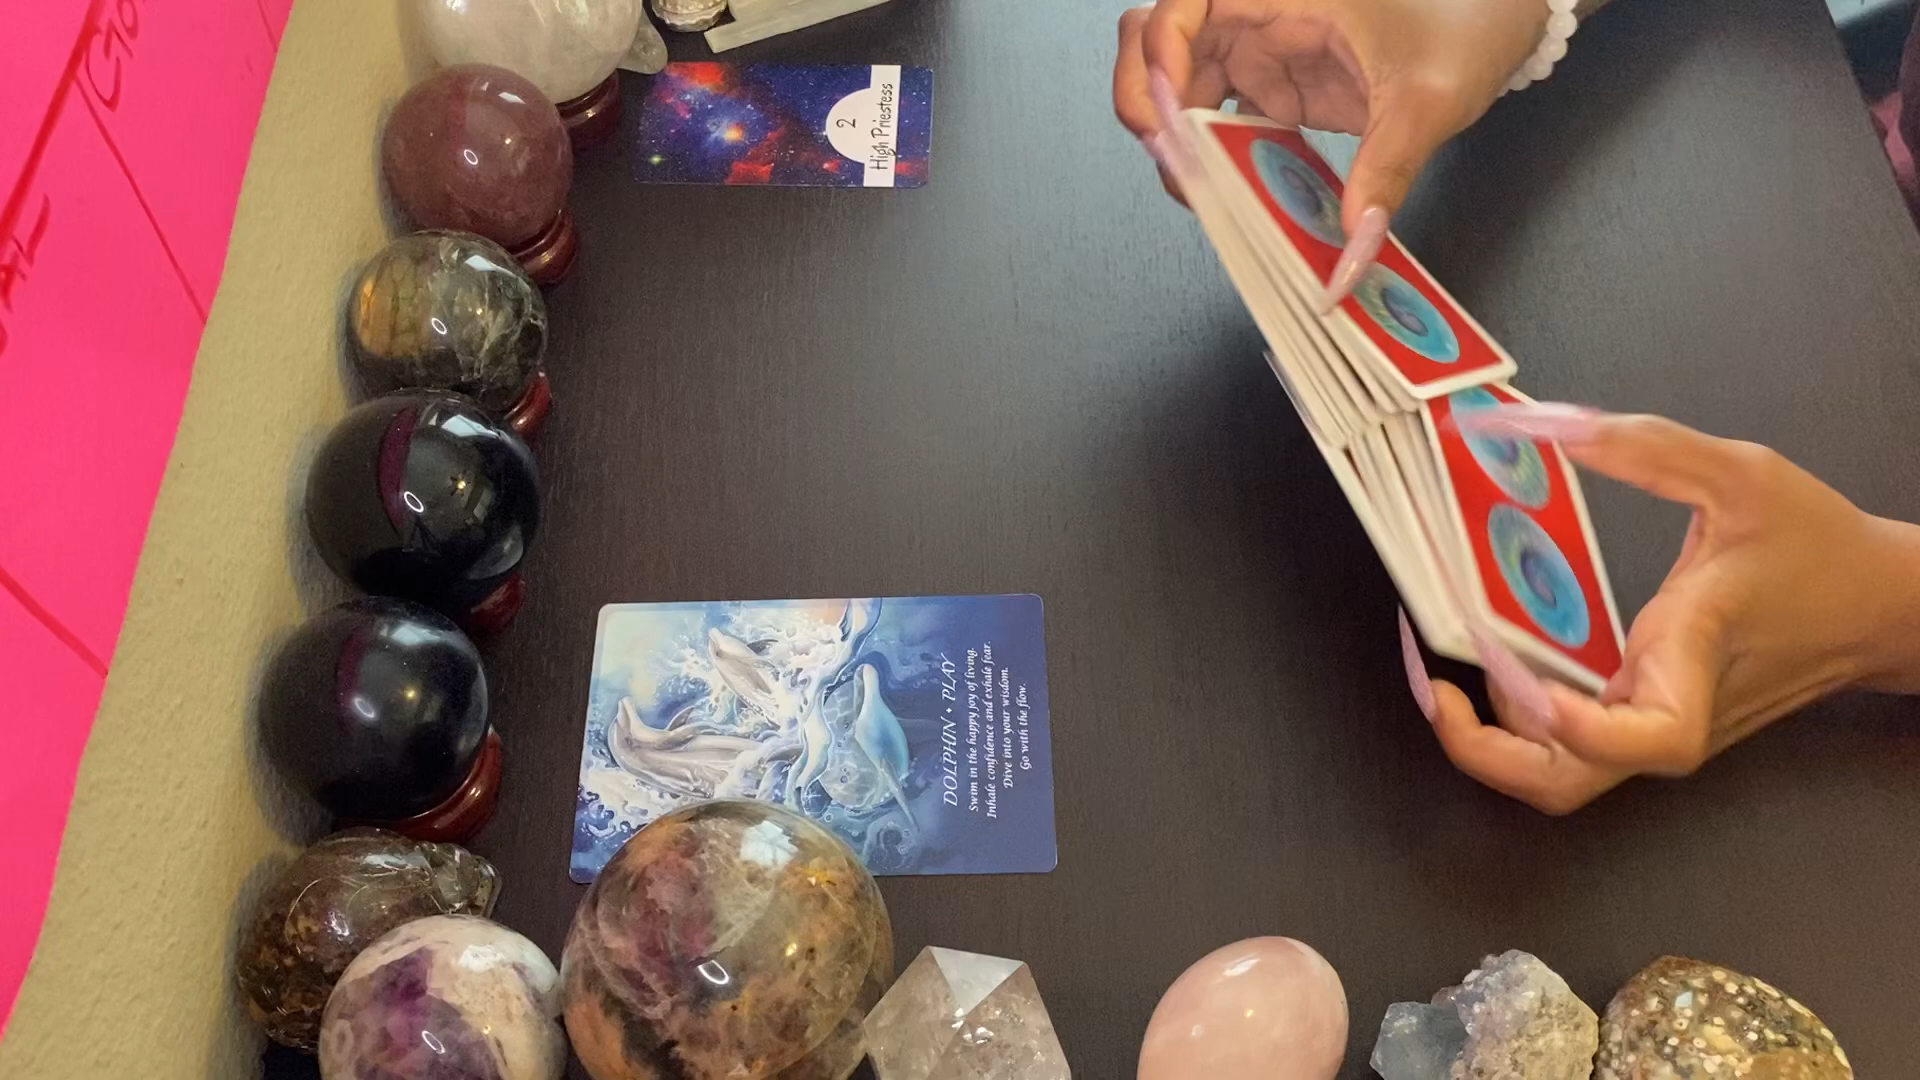 2
High Priestess
DOLPHIN • PLAY
Swim in the happy joy of living.
Inhale confidence and exhale fear.
Dive into your wisdom.
Go with the flow.